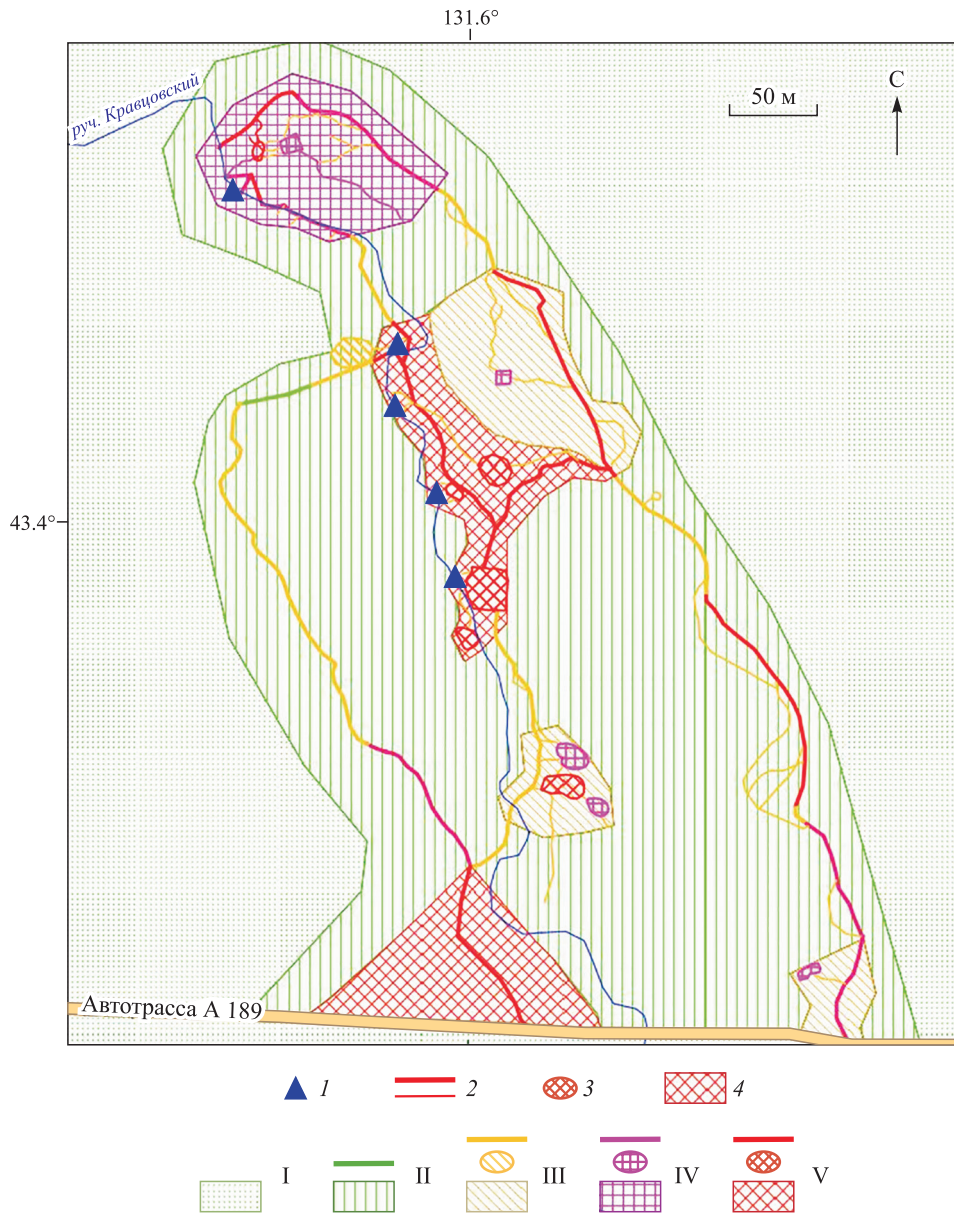 131.6°
руч. Кравцовский
50 м
С
43.4°
Автотрасса А 189
1 2 3 4
I II III IV V